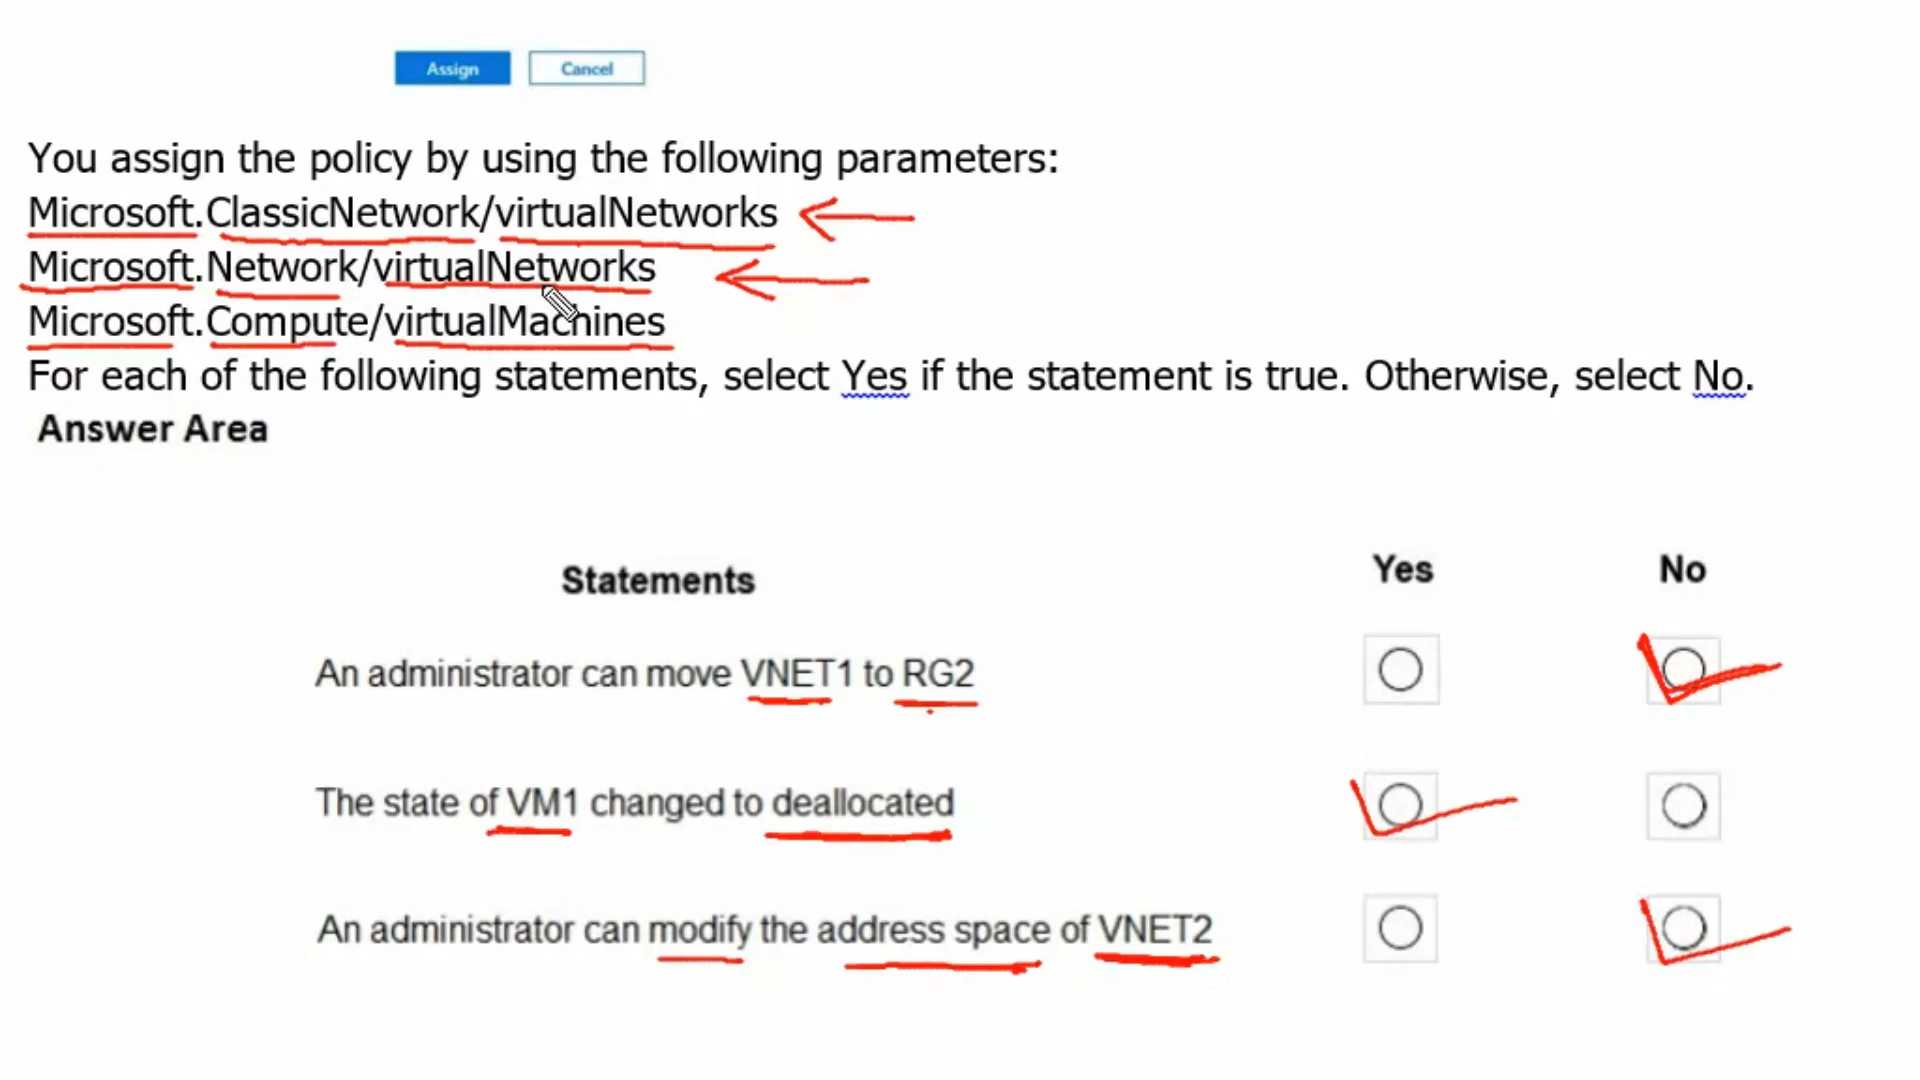 Assign Cancel
You assign the policy by using the following parameters:
Microsoft.ClassicNetwork/virtualNetworks
Microsoft.Network/virtualNetworks
Microsoft.Compute/virtualMachines
For each of the following statements, select Yes if the statement is true. Otherwise, select No.
Answer Area
Statements Yes No
An administrator can move VNET1 to RG2
The state of VM1 changed to deallocated
An administrator can modify the address space of VNET2